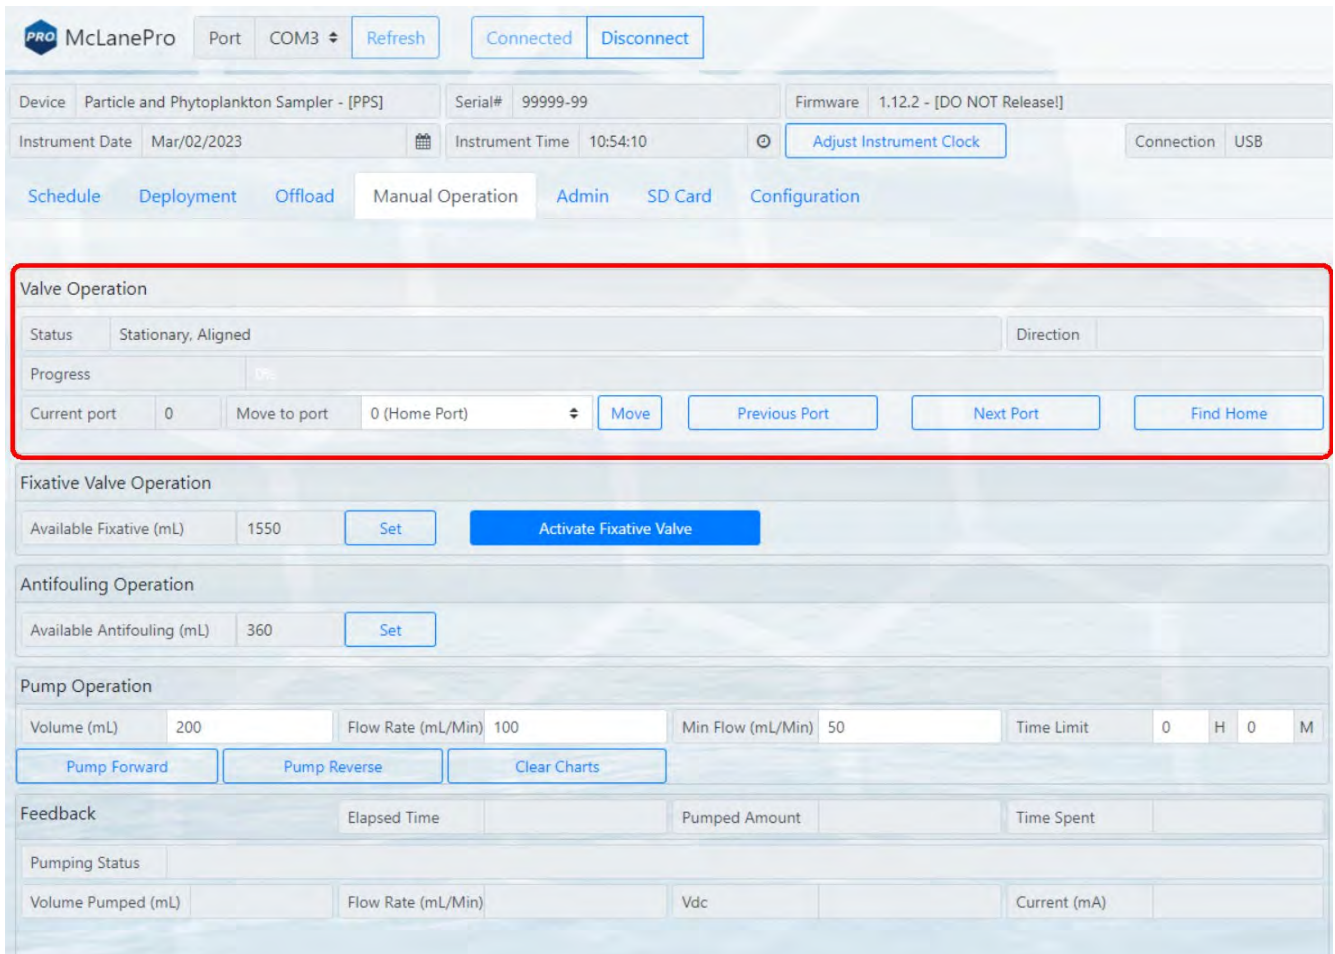 PRO McLanePro Port COM3 Refresh Connected Disconnect
Device Particle and Phytoplankton Sampler - [PPS] Serial# 99999-99 Firmware 1.12.2 - [DO NOT Release!]
Instrument Date Mar/02/2023 Instrument Time 10:54:10 Adjust Instrument Clock Connection USB
Schedule Deployment Offload Manual Operation Admin SD Card Configuration
Valve Operation
Status Stationary, Aligned Direction
Progress 0%
Current port 0 Move to port 0 (Home Port) Move Previous Port Next Port Find Home
Fixative Valve Operation
Available Fixative (mL) 1550 Set Activate Fixative Valve
Antifouling Operation
Available Antifouling (mL) 360 Set
Pump Operation
Volume (mL) 200 Flow Rate (mL/Min) 100 Min Flow (mL/Min) 50 Time Limit 0 H 0 M
Pump Forward Pump Reverse Clear Charts
Feedback Elapsed Time Pumped Amount Time Spent
Pumping Status
Volume Pumped (mL) Flow Rate (mL/Min) Vdc Current (mA)